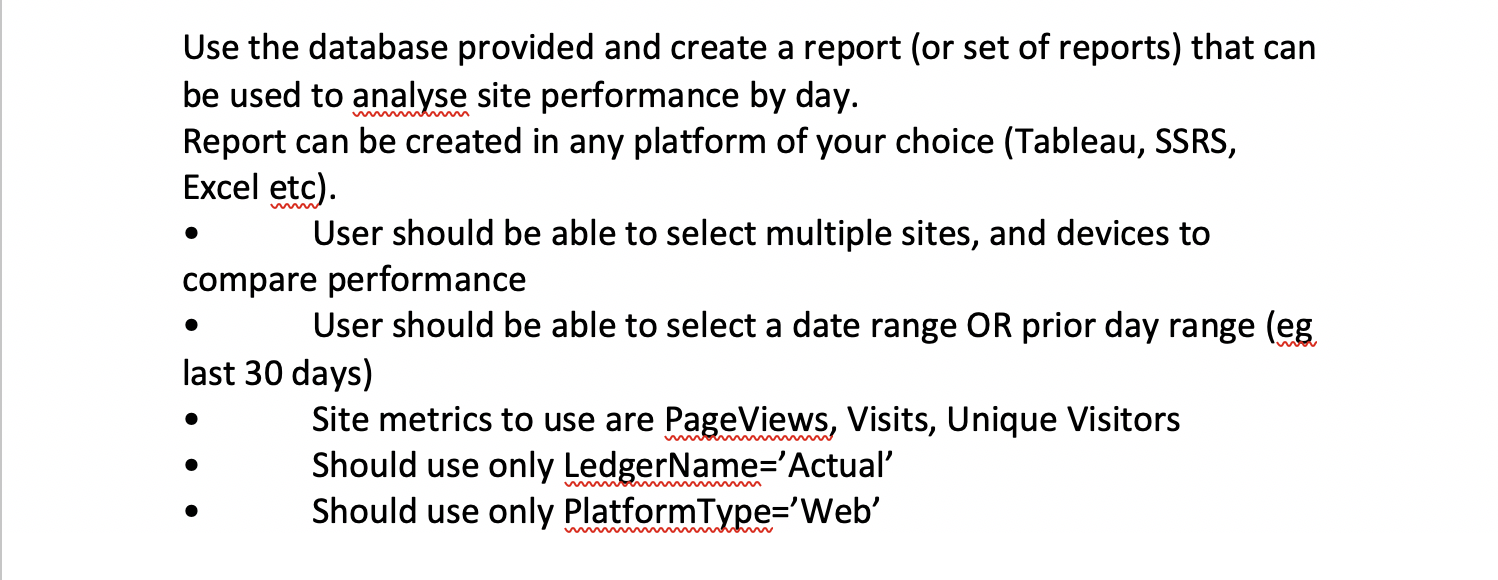 Use the database provided and create a report (or set of reports) that can
be used to analyse site performance by day.
Report can be created in any platform of your choice (Tableau, SSRS,
Excel etc).
• User should be able to select multiple sites, and devices to
compare performance
• User should be able to select a date range OR prior day range (eg
last 30 days)
• Site metrics to use are PageViews, Visits, Unique Visitors
• Should use only LedgerName=’Actual’
• Should use only PlatformType=’Web’